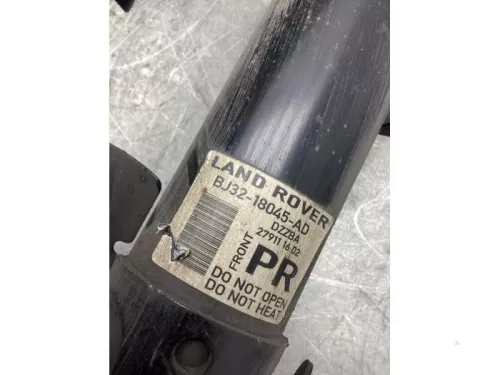 LAND ROVER
BJ32-18045-AD
DZZBA
27911 16:02
FRONT
PR
DO NOT OPEN
DO NOT HEAT